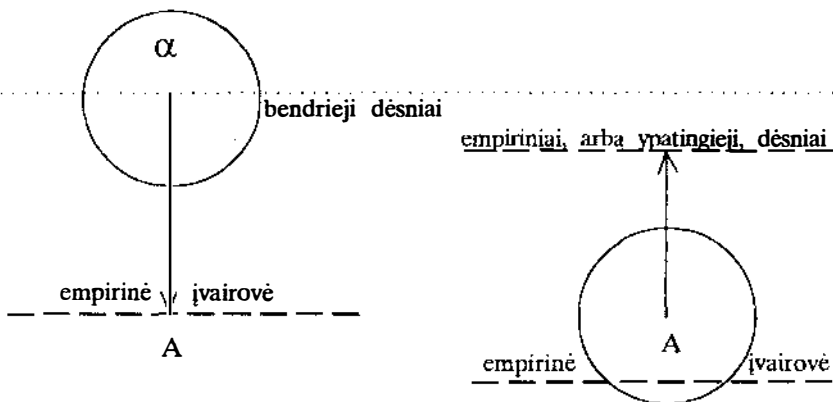 α
bendrieji dėsniai
empiriniai, arba ypatingieji, dėsniai
empirinė įvairovė
A
A
empirinė įvairovė